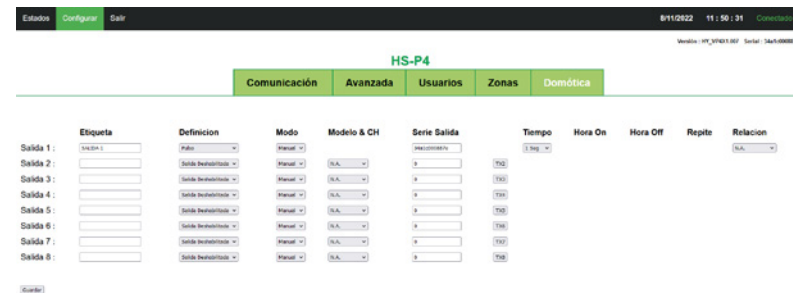 Estados Configurar Salir 8/11/2022 11 : 50 : 31 Conectado
HS-P4
Comunicación Avanzada Usuarios Zonas Domótica
Etiqueta Definicion Modo Modelo & CH Serie Salida Tiempo Hora On Hora Off Repite Relacion
Salida 1 : SALIDA 1 Pulso Manual 1 Seg N.A.
Salida 2 : Salida Deshabilitada Manual N.A. 0 TX2
Salida 3 : Salida Deshabilitada Manual N.A. 0 TX3
Salida 4 : Salida Deshabilitada Manual N.A. 0 TX4
Salida 5 : Salida Deshabilitada Manual N.A. 0 TX5
Salida 6 : Salida Deshabilitada Manual N.A. 0 TX6
Salida 7 : Salida Deshabilitada Manual N.A. 0 TX7
Salida 8 : Salida Deshabilitada Manual N.A. 0 TX8
Guardar